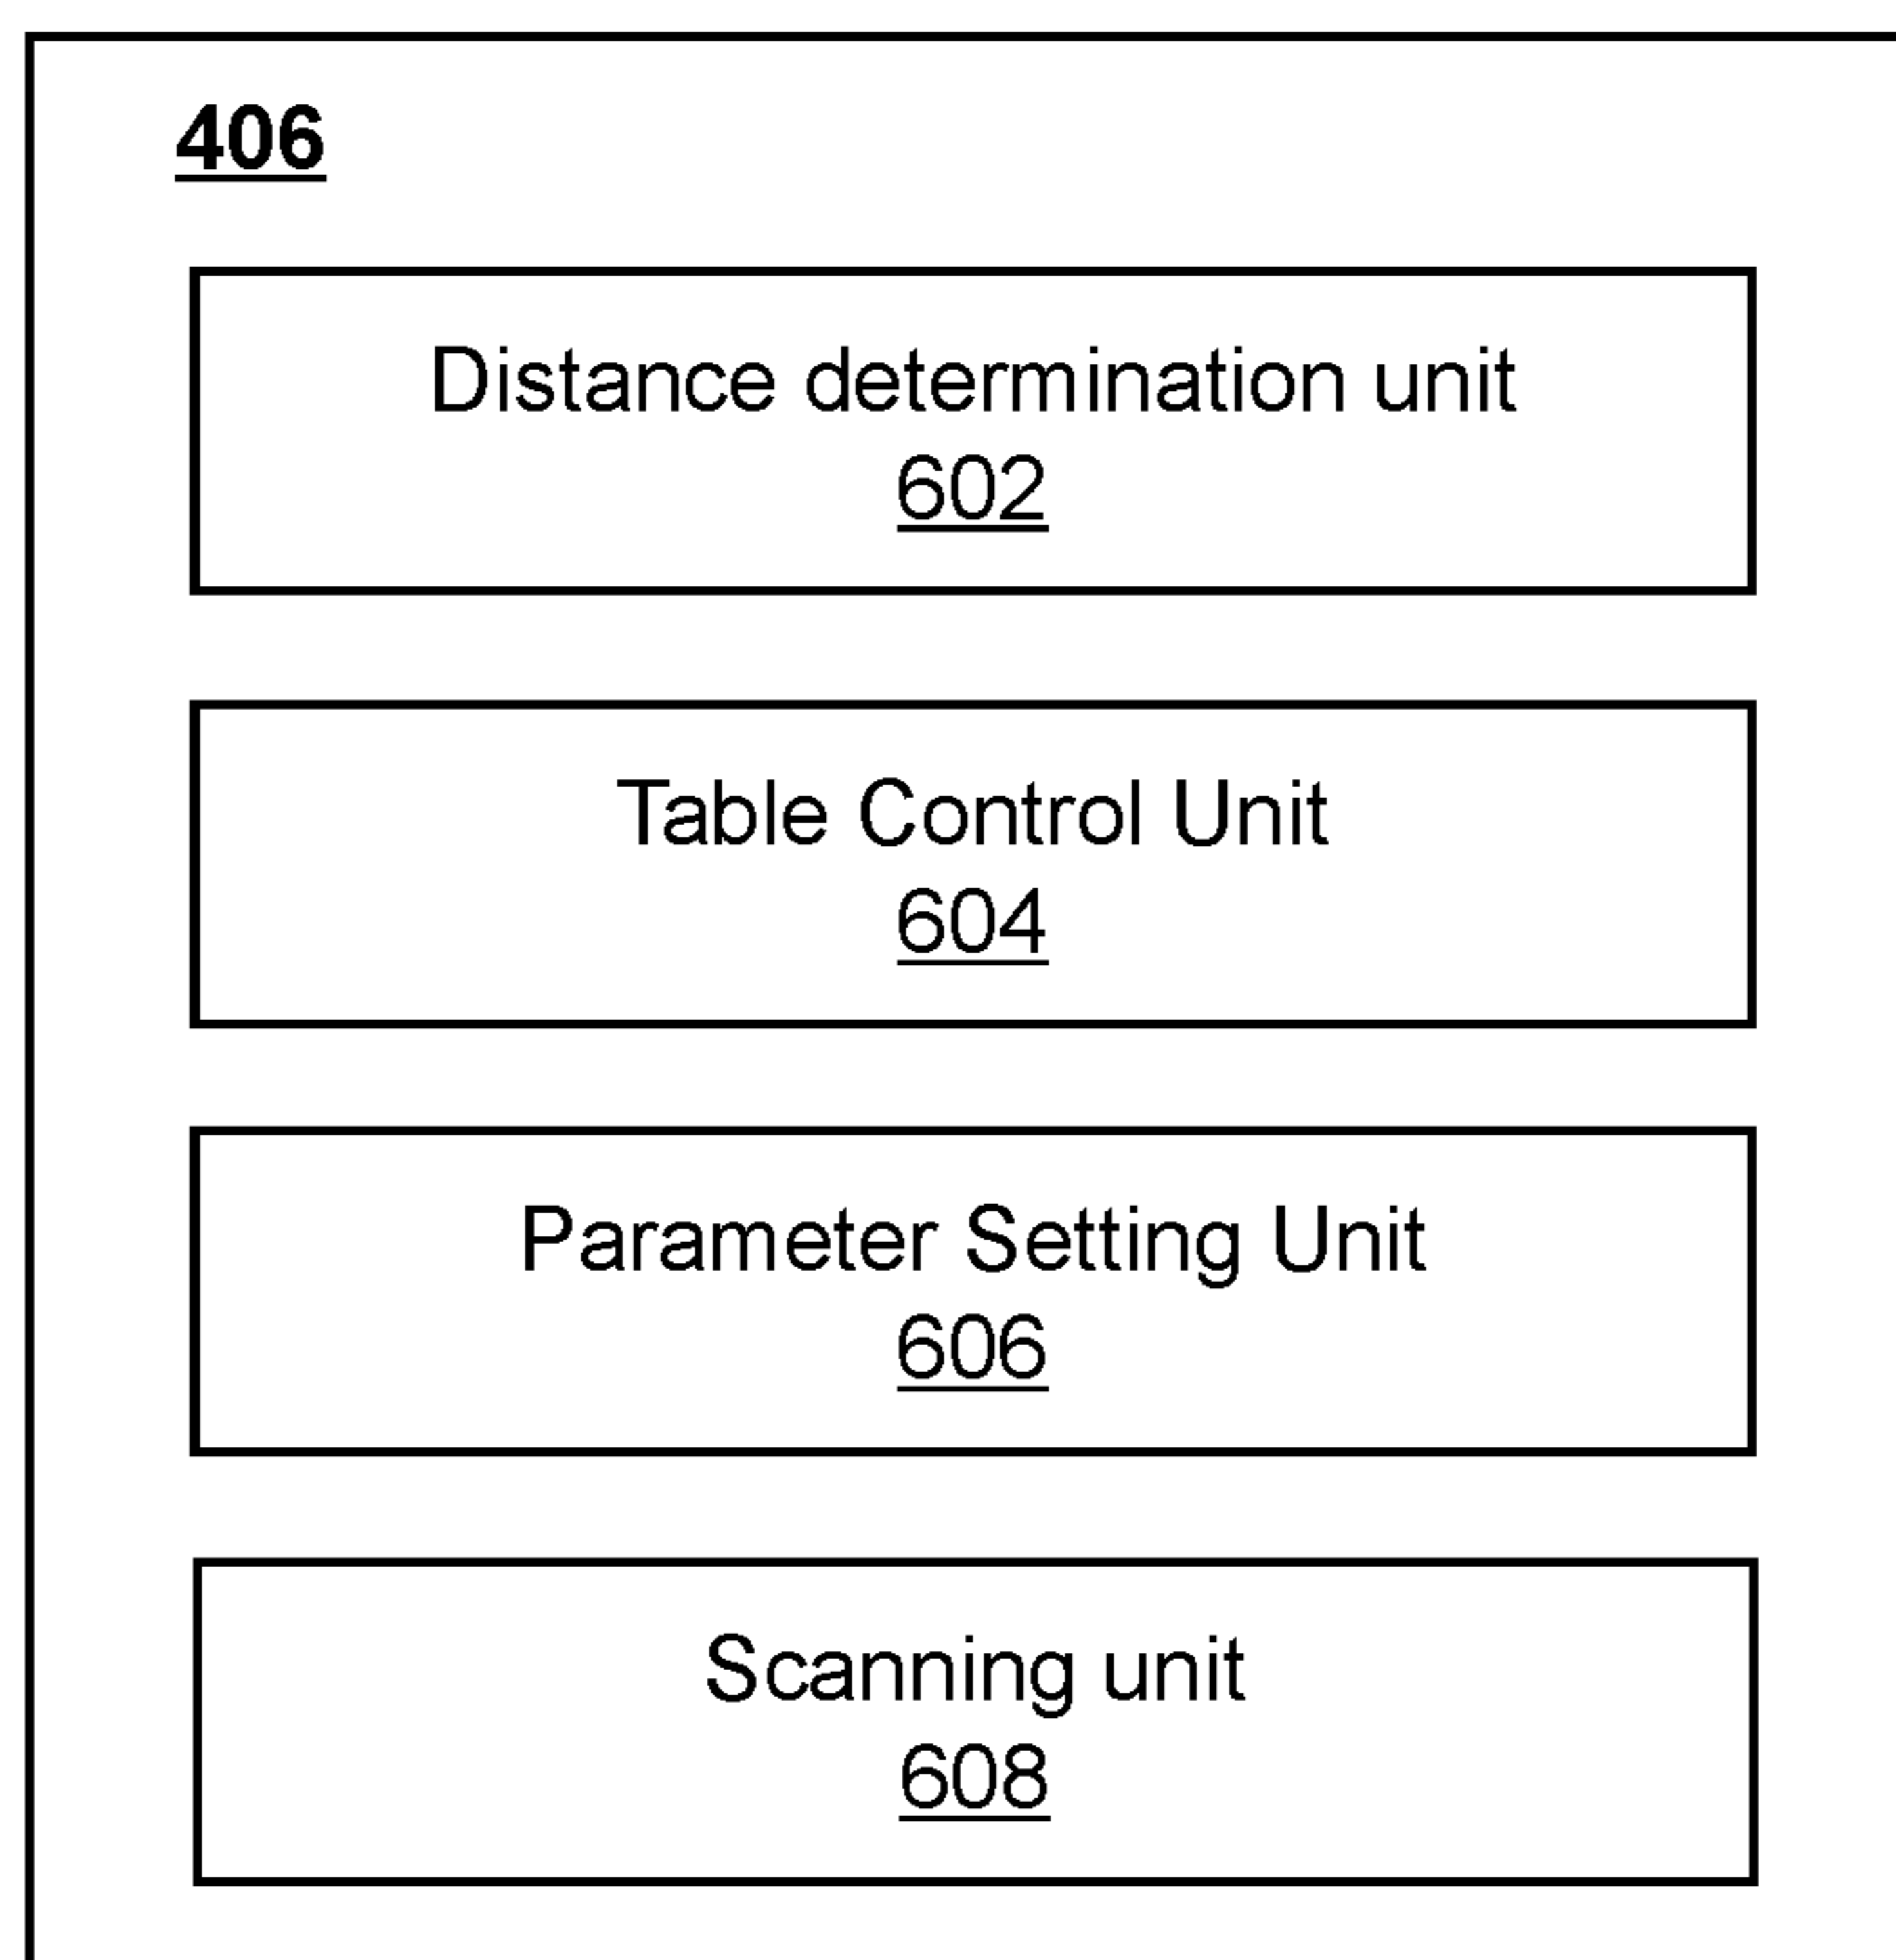 406
Distance determination unit
602
Table Control Unit
604
Parameter Setting Unit
606
Scanning unit
608